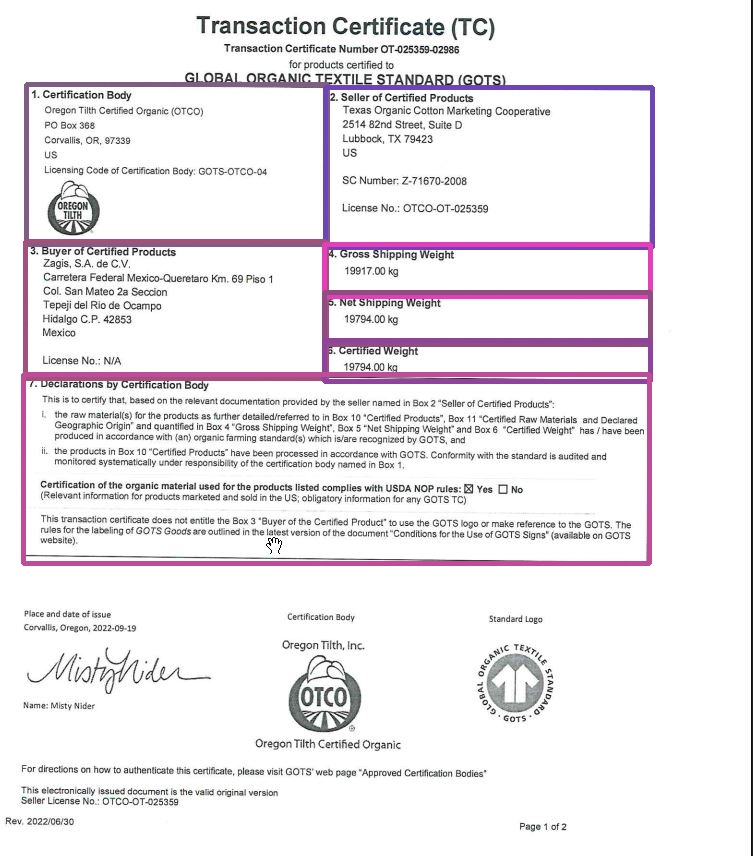 Transaction Certificate (TC)
Transaction Certificate Number OT-025359-02986
for products certified to
GLOBAL ORGANIC TEXTILE STANDARD (GOTS)
1. Certification Body
Oregon Tilth Certified Organic (OTCO)
PO Box 368
Corvallis, OR, 97339
US
Licensing Code of Certification Body: GOTS-OTCO-04
OREGON
TILTH
2. Seller of Certified Products
Texas Organic Cotton Marketing Cooperative
2514 82nd Street, Suite D
Lubbock, TX 79423
US
SC Number: Z-71670-2008
License No.: OTCO-OT-025359
3. Buyer of Certified Products
Zagis, S.A. de C.V.
Carretera Federal Mexico-Queretaro Km. 69 Piso 1
Col. San Mateo 2a Seccion
Tepeji del Rio de Ocampo
Hidalgo C.P. 42853
Mexico
License No.: N/A
4. Gross Shipping Weight
19917.00 kg
5. Net Shipping Weight
19794.00 kg
6. Certified Weight
19794.00 kg
7. Declarations by Certification Body
This is to certify that, based on the relevant documentation provided by the seller named in Box 2 "Seller of Certified Products":
i. the raw material(s) for the products as further detailed/referred to in Box 10 "Certified Products", Box 11 "Certified Raw Materials and Declared
Geographic Origin" and quantified in Box 4 "Gross Shipping Weight", Box 5 "Net Shipping Weight" and Box 6 "Certified Weight" has / have been
produced in accordance with (an) organic farming standard(s) which is/are recognized by GOTS, and
ii. the products in Box 10 "Certified Products" have been processed in accordance with GOTS. Conformity with the standard is audited and
monitored systematically under responsibility of the certification body named in Box 1.
Certification of the organic material used for the products listed complies with USDA NOP rules: ☒ Yes ☐ No
(Relevant information for products marketed and sold in the US; obligatory information for any GOTS TC)
This transaction certificate does not entitle the Box 3 "Buyer of the Certified Product" to use the GOTS logo or make reference to the GOTS. The
rules for the labeling of GOTS Goods are outlined in the latest version of the document "Conditions for the Use of GOTS Signs" (available on GOTS
website).
Place and date of issue
Corvallis, Oregon, 2022-09-19
Misty Nider
Name: Misty Nider
Certification Body
Oregon Tilth, Inc.
OTCO
®
Oregon Tilth Certified Organic
Standard Logo
GLOBAL ORGANIC TEXTILE STANDARD
· GOTS ·
For directions on how to authenticate this certificate, please visit GOTS' web page "Approved Certification Bodies"
This electronically issued document is the valid original version
Seller License No.: OTCO-OT-025359
Rev. 2022/06/30
Page 1 of 2